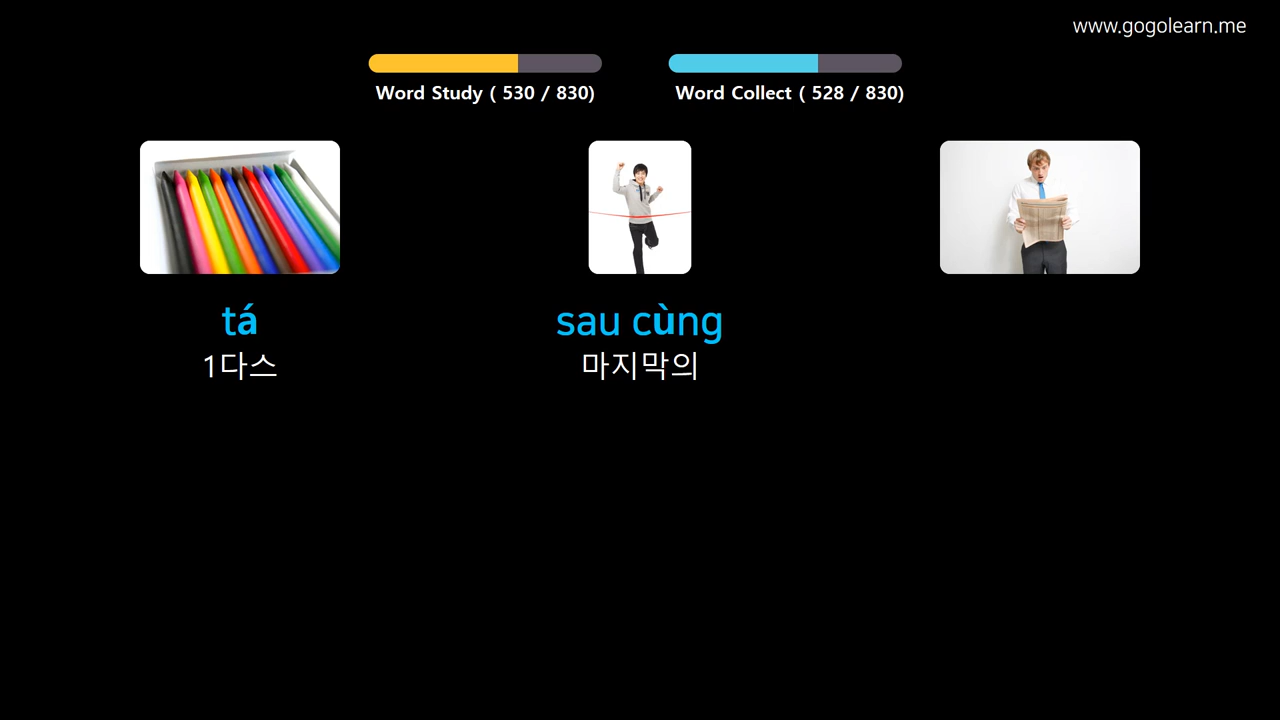 www.gogolearn.me
Word Study ( 530 / 830)
Word Collect ( 528 / 830)
tá
1다스
sau cùng
마지막의